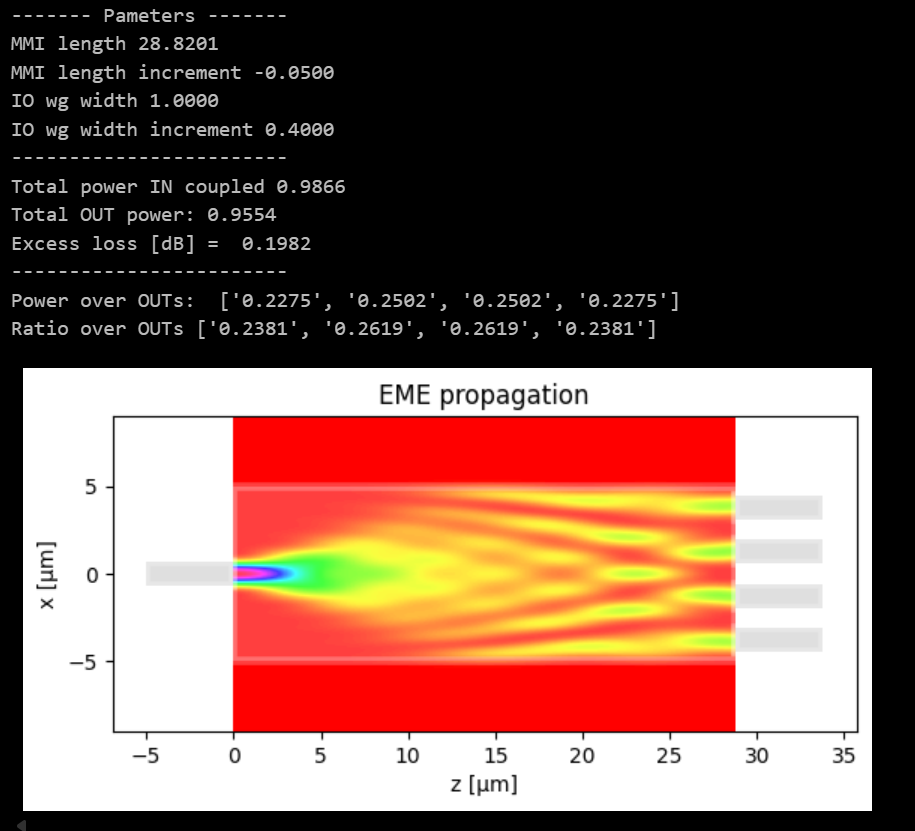 ------- Pameters -------
MMI length 28.8201
MMI length increment -0.0500
IO wg width 1.0000
IO wg width increment 0.4000
------------------------
Total power IN coupled 0.9866
Total OUT power: 0.9554
Excess loss [dB] =  0.1982
------------------------
Power over OUTs:  ['0.2275', '0.2502', '0.2502', '0.2275']
Ratio over OUTs ['0.2381', '0.2619', '0.2619', '0.2381']
EME propagation
5
0
−5
x [μm]
−5 0 5 10 15 20 25 30 35
z [μm]